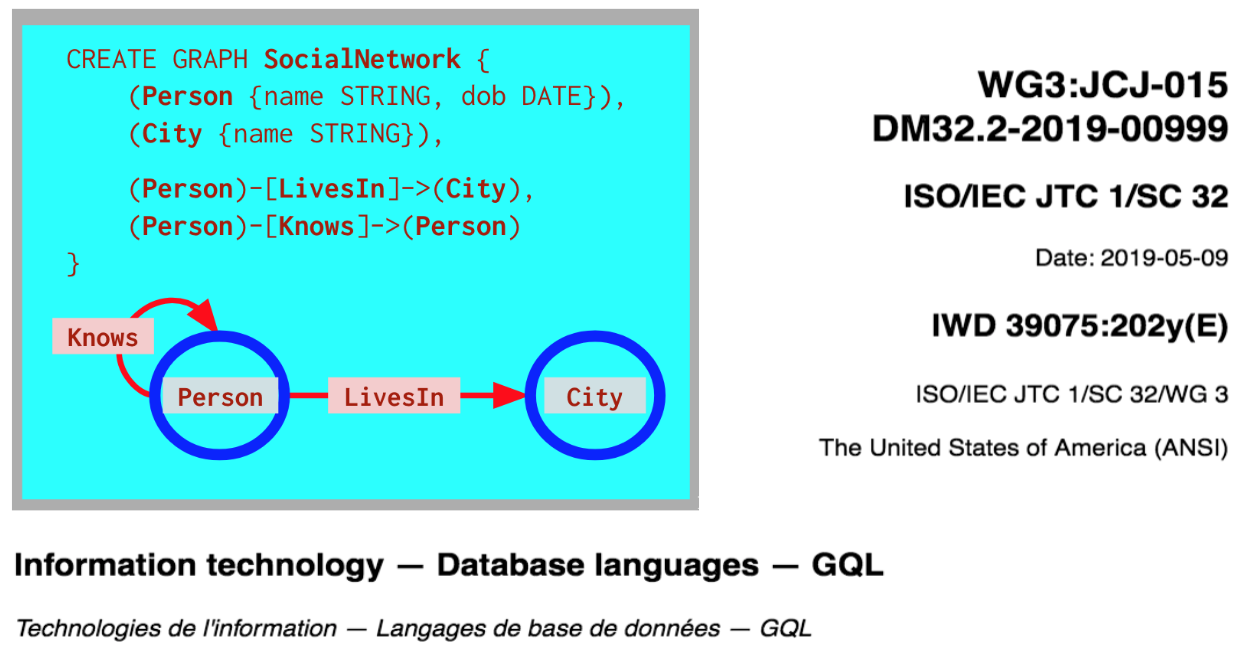 CREATE GRAPH SocialNetwork {
(Person {name STRING, dob DATE}),
(City {name STRING}),
(Person)-[LivesIn]->(City),
(Person)-[Knows]->(Person)
}
Knows
Person
LivesIn
City
WG3:JCJ-015
DM32.2-2019-00999
ISO/IEC JTC 1/SC 32
Date: 2019-05-09
IWD 39075:202y(E)
ISO/IEC JTC 1/SC 32/WG 3
The United States of America (ANSI)
Information technology — Database languages — GQL
Technologies de l'information — Langages de base de données — GQL